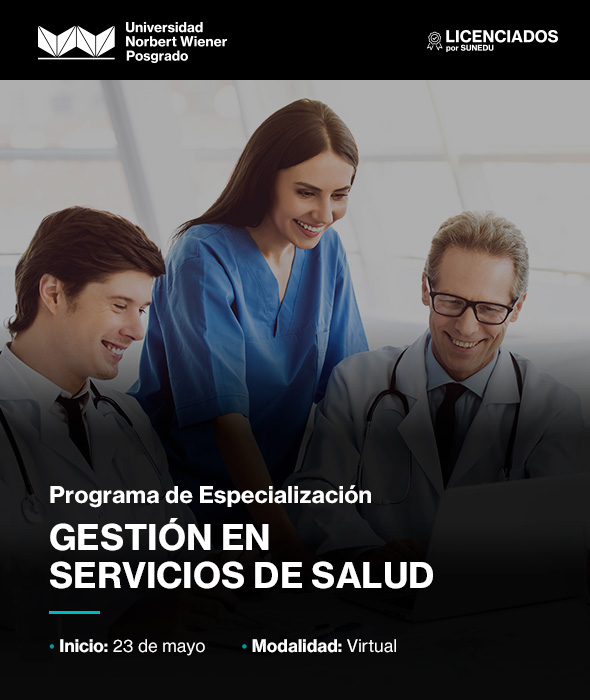 Universidad
Norbert Wiener
Posgrado
LICENCIADOS
por SUNEDU
Programa de Especialización
GESTIÓN EN
SERVICIOS DE SALUD
• Inicio: 23 de mayo • Modalidad: Virtual